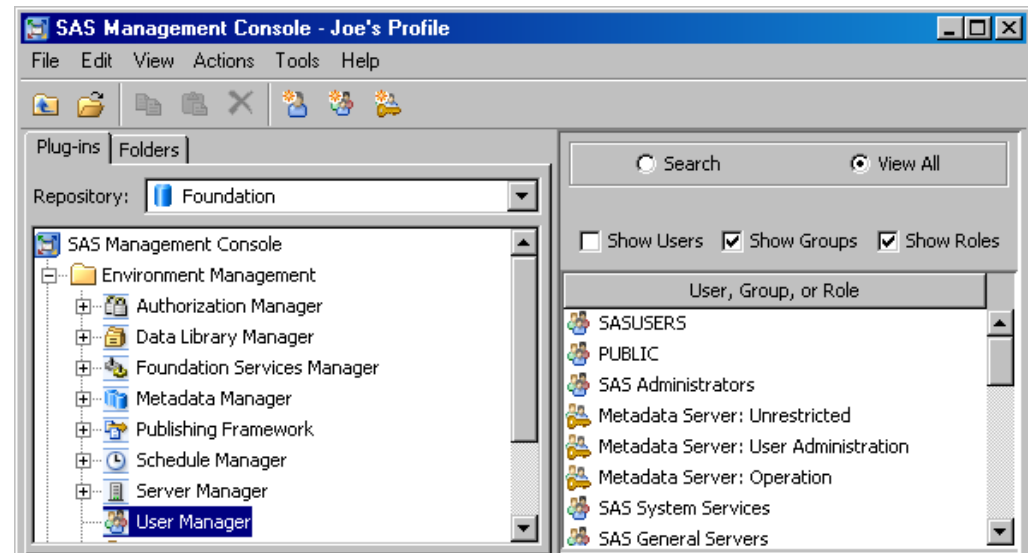 SAS Management Console - Joe's Profile
File Edit View Actions Tools Help
Plug-ins Folders
Repository: Foundation
SAS Management Console
Environment Management
Authorization Manager
Data Library Manager
Foundation Services Manager
Metadata Manager
Publishing Framework
Schedule Manager
Server Manager
User Manager
Search View All
Show Users Show Groups Show Roles
User, Group, or Role
SASUSERS
PUBLIC
SAS Administrators
Metadata Server: Unrestricted
Metadata Server: User Administration
Metadata Server: Operation
SAS System Services
SAS General Servers